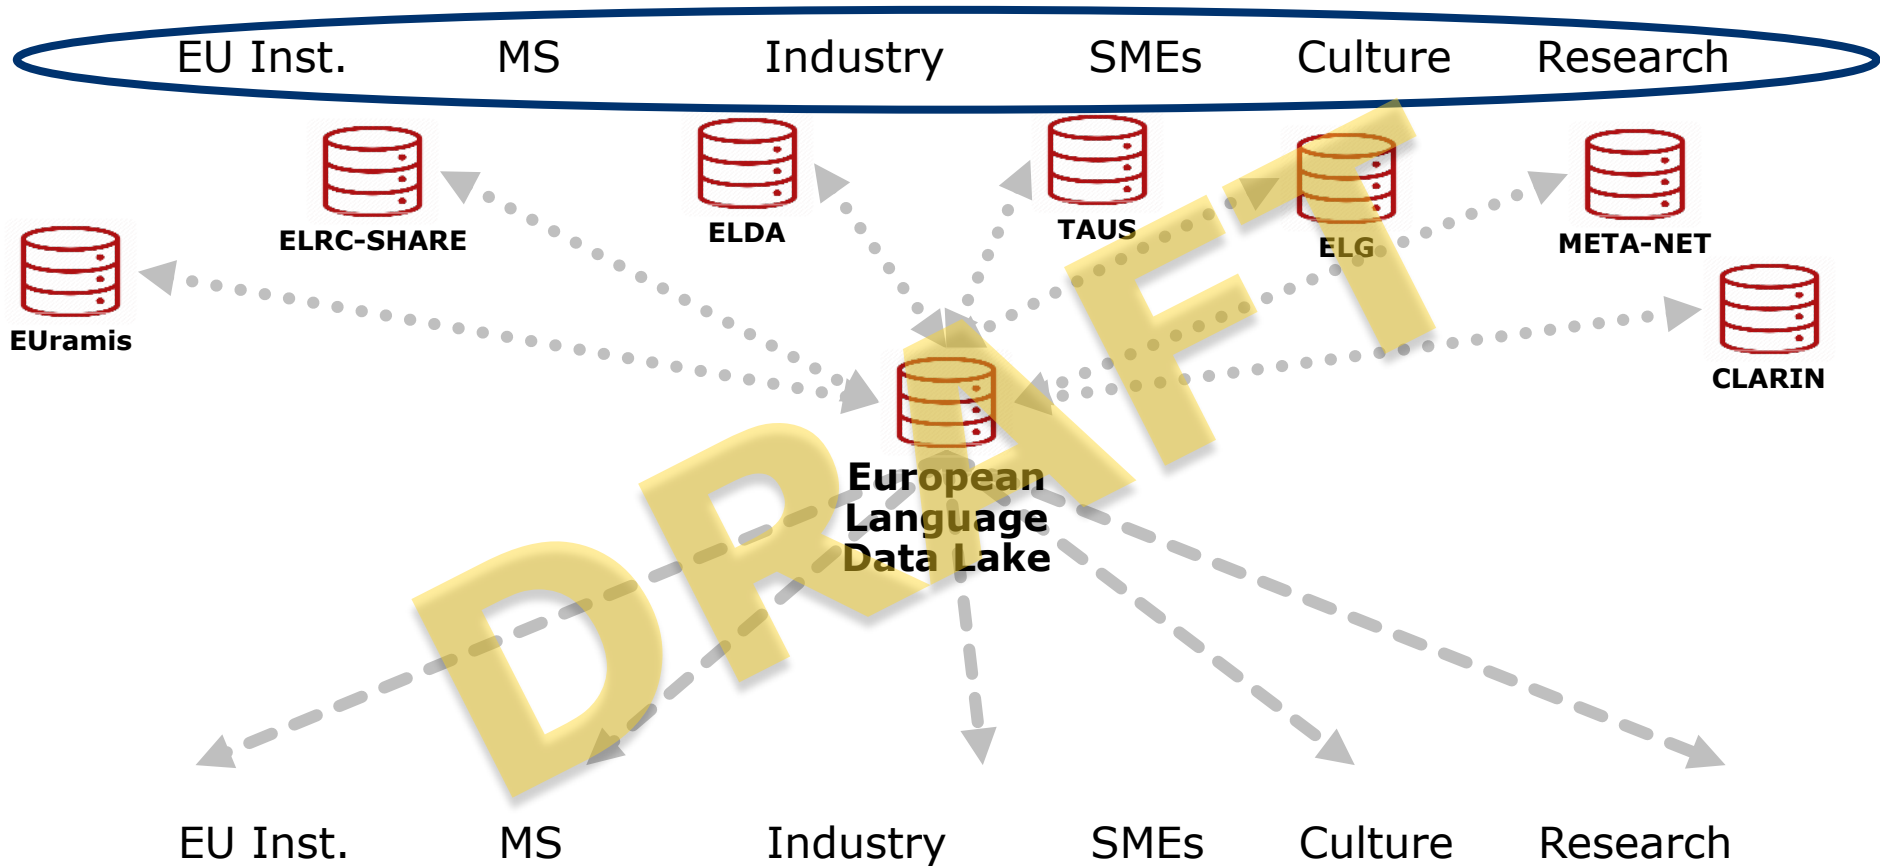 EU Inst. MS Industry SMEs Culture Research
ELRC-SHARE ELDA TAUS ELG META-NET
EUramis CLARIN
European
Language
Data Lake
DRAFT
EU Inst. MS Industry SMEs Culture Research